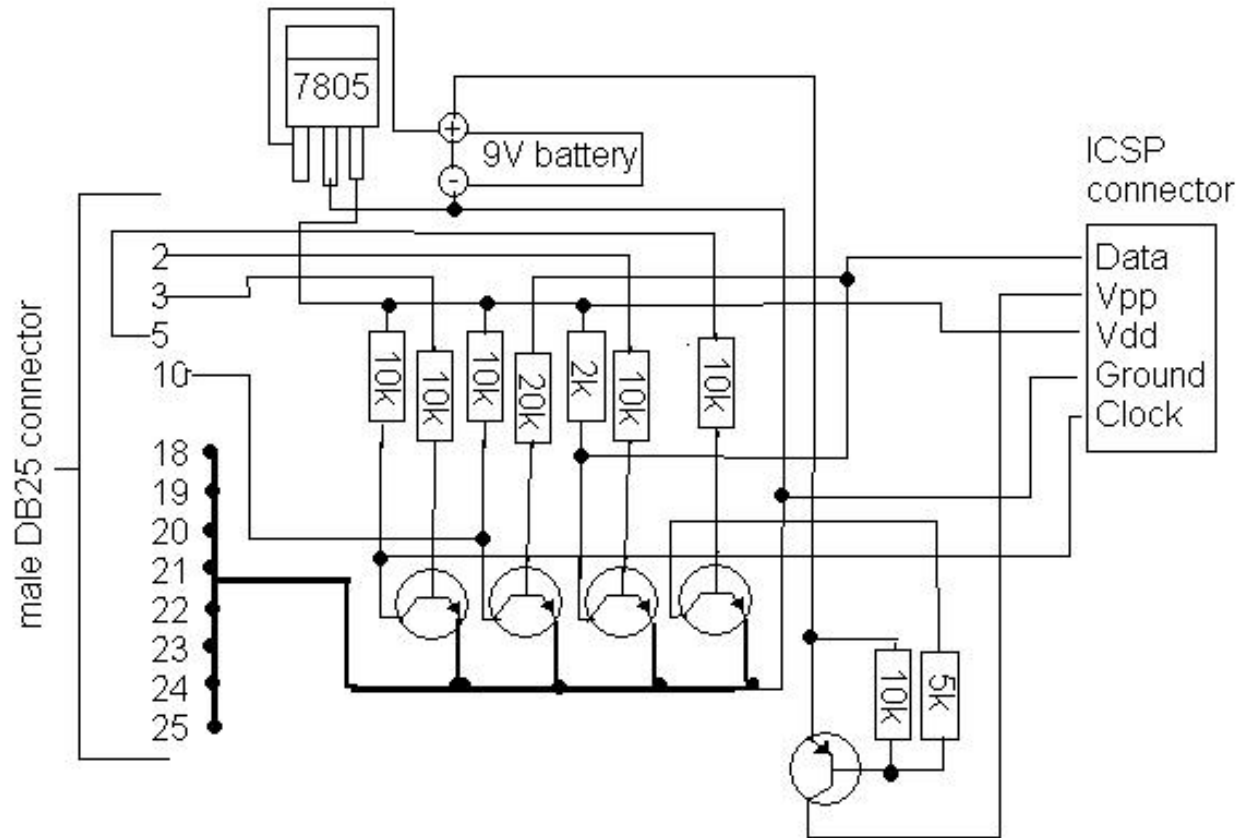 7805
+
9V battery
-
ICSP
connector
Data
Vpp
Vdd
Ground
Clock
male DB25 connector
2
3
5
10
18
19
20
21
22
23
24
25
10k
10k
10k
20k
2k
10k
10k
10k
5k